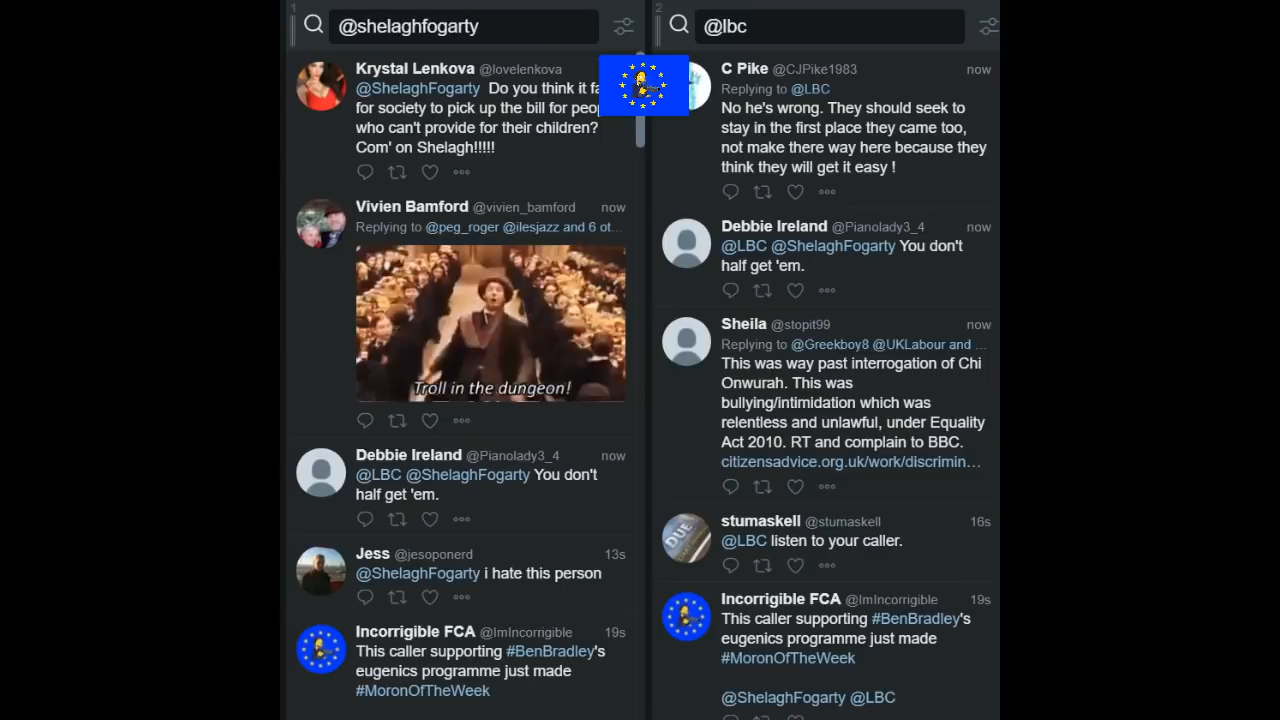 1
@shelaghfogarty
Krystal Lenkova @lovelenkova
@ShelaghFogarty Do you think it
for society to pick up the bill for
who can't provide for their children?
Com' on Shelagh!!!!!
Vivien Bamford @vivien_bamford now
Replying to @peg_roger @ilesjazz and 6 ot...
Troll in the dungeon!
Debbie Ireland @Pianolady3_4 now
@LBC @ShelaghFogarty You don't
half get 'em.
Jess @jesoponerd 13s
@ShelaghFogarty i hate this person
Incorrigible FCA @ImIncorrigible 19s
This caller supporting #BenBradley's
eugenics programme just made
#MoronOfTheWeek
2
@lbc
C Pike @CJPike1983 now
Replying to @LBC
No he's wrong. They should seek to
stay in the first place they came too,
not make there way here because they
think they will get it easy !
Debbie Ireland @Pianolady3_4 now
@LBC @ShelaghFogarty You don't
half get 'em.
Sheila @stopit99 now
Replying to @Greekboy8 @UKLabour and ...
This was way past interrogation of Chi
Onwurah. This was
bullying/intimidation which was
relentless and unlawful, under Equality
Act 2010. RT and complain to BBC.
citizensadvice.org.uk/work/discrimin...
DUE
stumaskell @stumaskell 16s
@LBC listen to your caller.
Incorrigible FCA @ImIncorrigible 19s
This caller supporting #BenBradley's
eugenics programme just made
#MoronOfTheWeek
@ShelaghFogarty @LBC